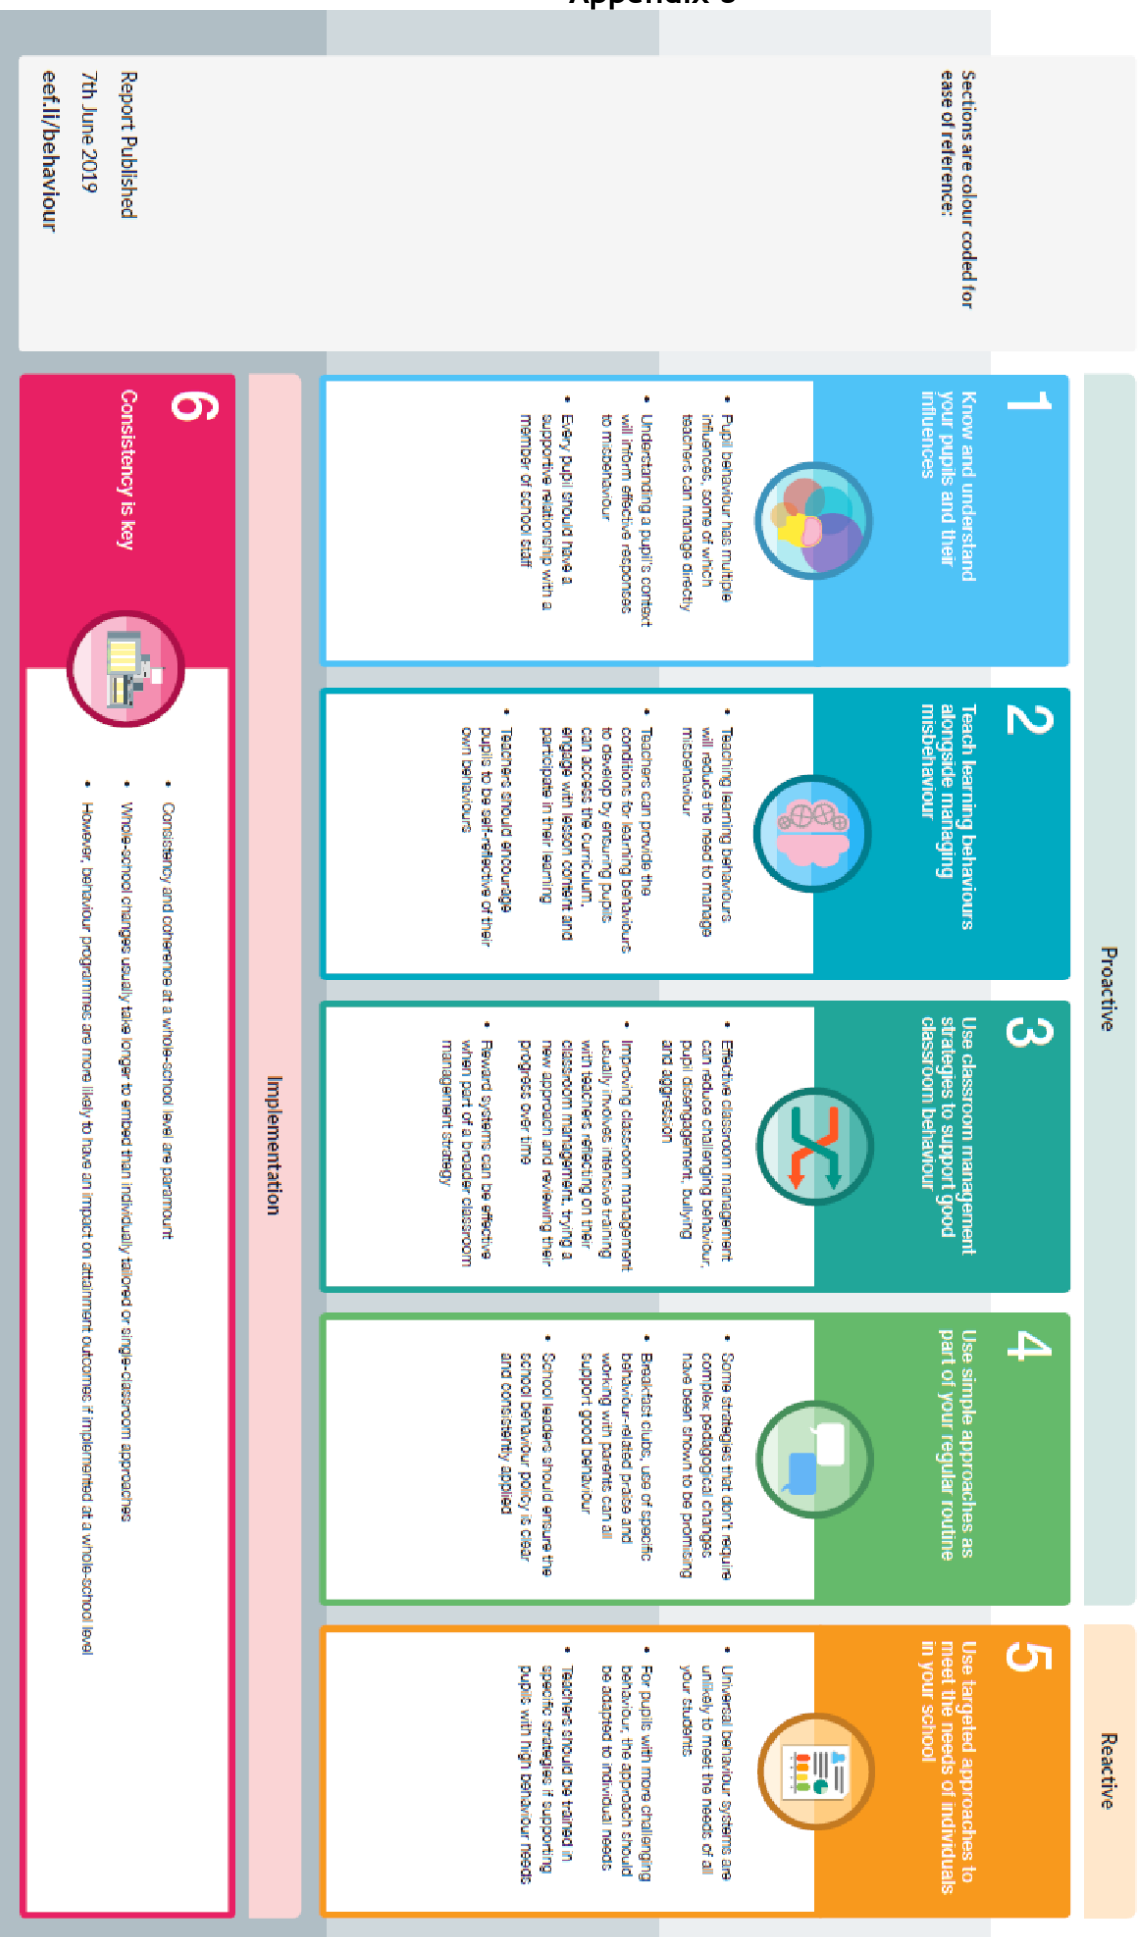 Appendix
Sections are colour coded for
ease of reference:
Report Published
7th June 2019
eef.li/behaviour
Proactive
Reactive
1
Know and understand
your pupils and their
influences
• Pupil behaviour has multiple
influences, some of which
teachers can manage directly
• Understanding a pupil's context
will inform effective responses
to misbehaviour
• Every pupil should have a
supportive relationship with a
member of school staff
2
Teach learning behaviours
alongside managing
misbehaviour
• Teaching learning behaviours
will reduce the need to manage
misbehaviour
• Teachers can provide the
conditions for learning behaviours
to develop by ensuring pupils
can access the curriculum,
engage with lesson content and
participate in their learning
• Teachers should encourage
pupils to be self-reflective of their
own behaviours
3
Use classroom management
strategies to support good
classroom behaviour
• Effective classroom management
can reduce challenging behaviour,
pupil disengagement, bullying
and aggression
• Improving classroom management
usually involves intensive training
with teachers reflecting on their
classroom management, trying a
new approach and reviewing their
progress over time
• Reward systems can be effective
when part of a broader classroom
management strategy
4
Use simple approaches as
part of your regular routine
• Some strategies that don't require
complex pedagogical changes
have been shown to be promising
• Breakfast clubs, use of specific
behaviour-related praise and
working with parents can all
support good behaviour
• School leaders should ensure the
school behaviour policy is clear
and consistently applied
5
Use targeted approaches to
meet the needs of individuals
in your school
• Universal behaviour systems are
unlikely to meet the needs of all
your students
• For pupils with more challenging
behaviour, the approach should
be adapted to individual needs
• Teachers should be trained in
specific strategies if supporting
pupils with high behaviour needs
Implementation
6
Consistency is key
• Consistency and coherence at a whole-school level are paramount
• Whole-school changes usually take longer to embed than individually tailored or single-classroom approaches
• However, behaviour programmes are more likely to have an impact on attainment outcomes if implemented at a whole-school level